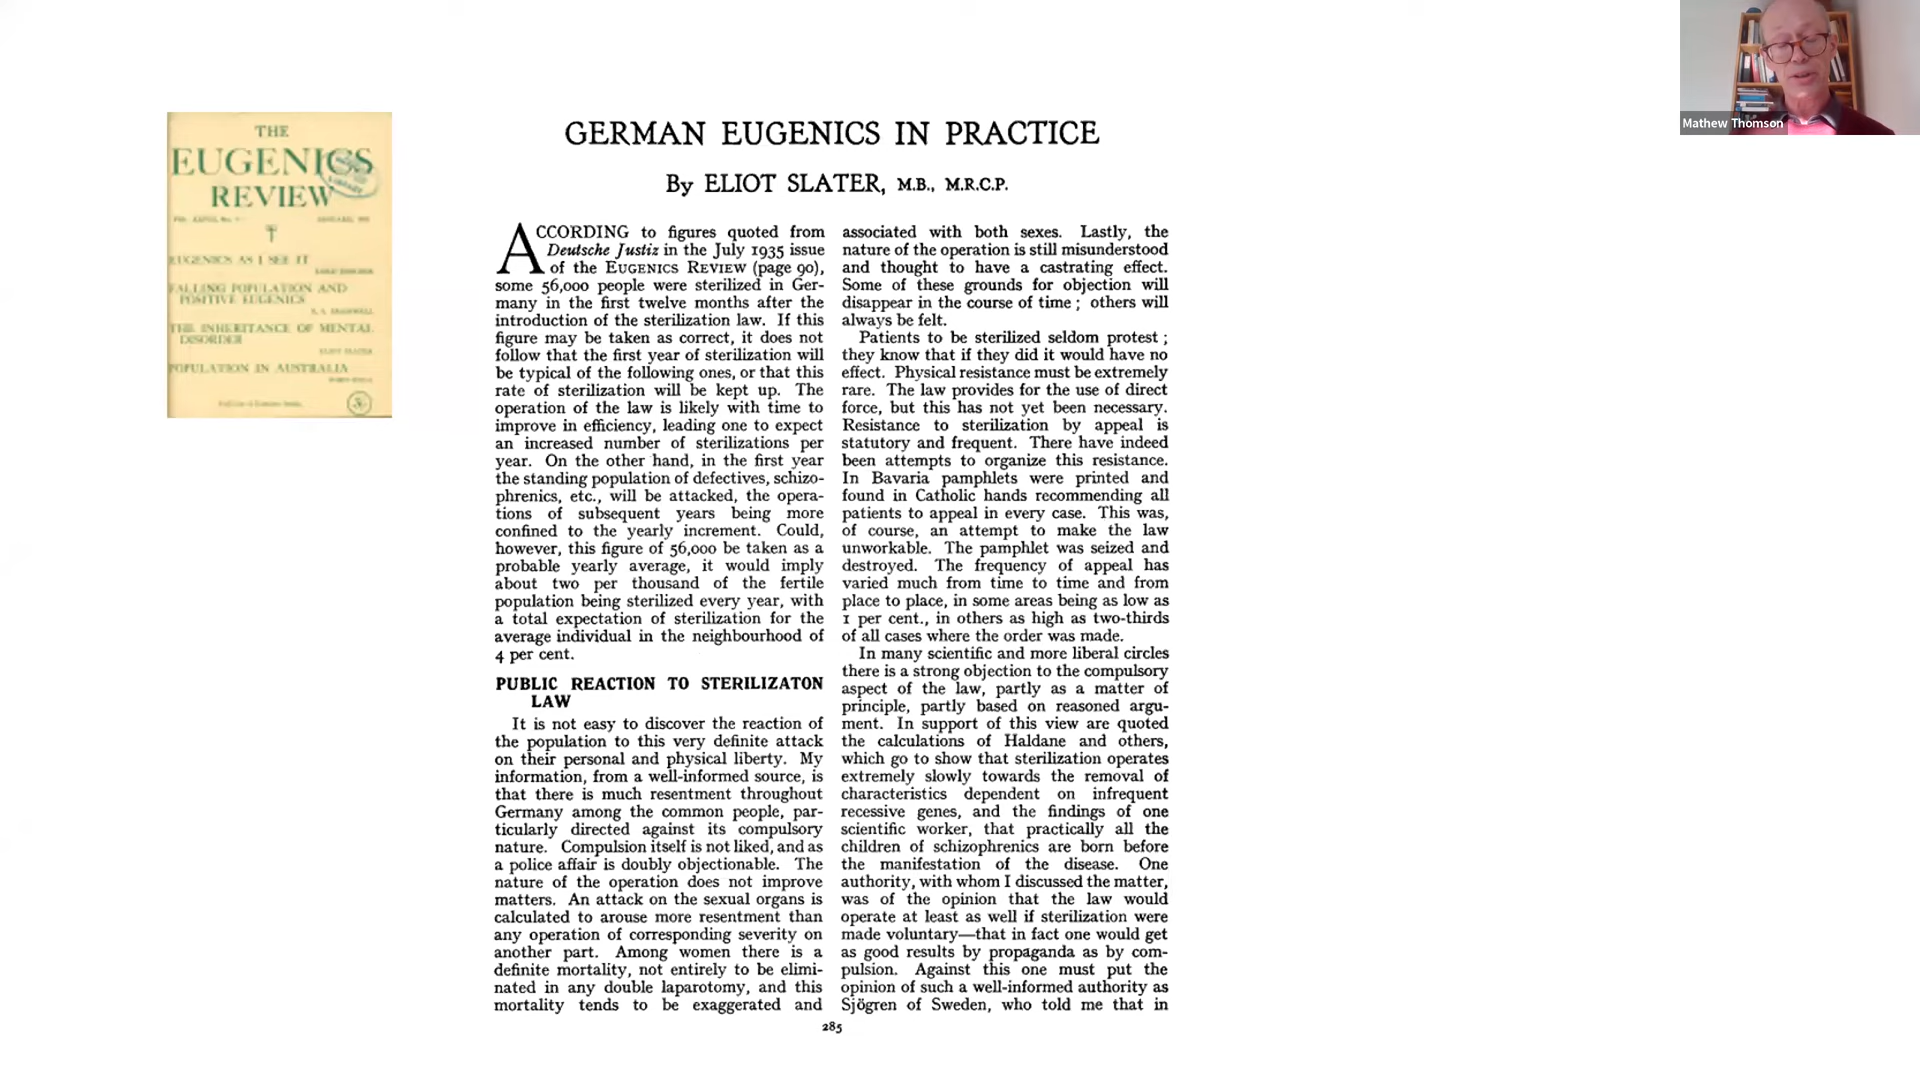 THE
EUGENICS
REVIEW
LIBRARY
EUGENICS AS I SEE IT
FALLING POPULATION AND
POSITIVE EUGENICS
THE INHERITANCE OF MENTAL
DISORDER
ELIOT SLATER
POPULATION IN AUSTRALIA
GERMAN EUGENICS IN PRACTICE
By ELIOT SLATER, M.B., M.R.C.P.
ACCORDING to figures quoted from
Deutsche Justiz in the July 1935 issue
of the EUGENICS REVIEW (page 90),
some 56,000 people were sterilized in Ger-
many in the first twelve months after the
introduction of the sterilization law. If this
figure may be taken as correct, it does not
follow that the first year of sterilization will
be typical of the following ones, or that this
rate of sterilization will be kept up. The
operation of the law is likely with time to
improve in efficiency, leading one to expect
an increased number of sterilizations per
year. On the other hand, in the first year
the standing population of defectives, schizo-
phrenics, etc., will be attacked, the opera-
tions of subsequent years being more
confined to the yearly increment. Could,
however, this figure of 56,000 be taken as a
probable yearly average, it would imply
about two per thousand of the fertile
population being sterilized every year, with
a total expectation of sterilization for the
average individual in the neighbourhood of
4 per cent.
PUBLIC REACTION TO STERILIZATON
LAW
It is not easy to discover the reaction of
the population to this very definite attack
on their personal and physical liberty. My
information, from a well-informed source, is
that there is much resentment throughout
Germany among the common people, par-
ticularly directed against its compulsory
nature. Compulsion itself is not liked, and as
a police affair is doubly objectionable. The
nature of the operation does not improve
matters. An attack on the sexual organs is
calculated to arouse more resentment than
any operation of corresponding severity on
another part. Among women there is a
definite mortality, not entirely to be elimi-
nated in any double laparotomy, and this
mortality tends to be exaggerated and
associated with both sexes. Lastly, the
nature of the operation is still misunderstood
and thought to have a castrating effect.
Some of these grounds for objection will
disappear in the course of time ; others will
always be felt.
Patients to be sterilized seldom protest ;
they know that if they did it would have no
effect. Physical resistance must be extremely
rare. The law provides for the use of direct
force, but this has not yet been necessary.
Resistance to sterilization by appeal is
statutory and frequent. There have indeed
been attempts to organize this resistance.
In Bavaria pamphlets were printed and
found in Catholic hands recommending all
patients to appeal in every case. This was,
of course, an attempt to make the law
unworkable. The pamphlet was seized and
destroyed. The frequency of appeal has
varied much from time to time and from
place to place, in some areas being as low as
1 per cent., in others as high as two-thirds
of all cases where the order was made.
In many scientific and more liberal circles
there is a strong objection to the compulsory
aspect of the law, partly as a matter of
principle, partly based on reasoned argu-
ment. In support of this view are quoted
the calculations of Haldane and others,
which go to show that sterilization operates
extremely slowly towards the removal of
characteristics dependent on infrequent
recessive genes, and the findings of one
scientific worker, that practically all the
children of schizophrenics are born before
the manifestation of the disease. One
authority, with whom I discussed the matter,
was of the opinion that the law would
operate at least as well if sterilization were
made voluntary—that in fact one would get
as good results by propaganda as by com-
pulsion. Against this one must put the
opinion of such a well-informed authority as
Sjögren of Sweden, who told me that in
285
Mathew Thomson